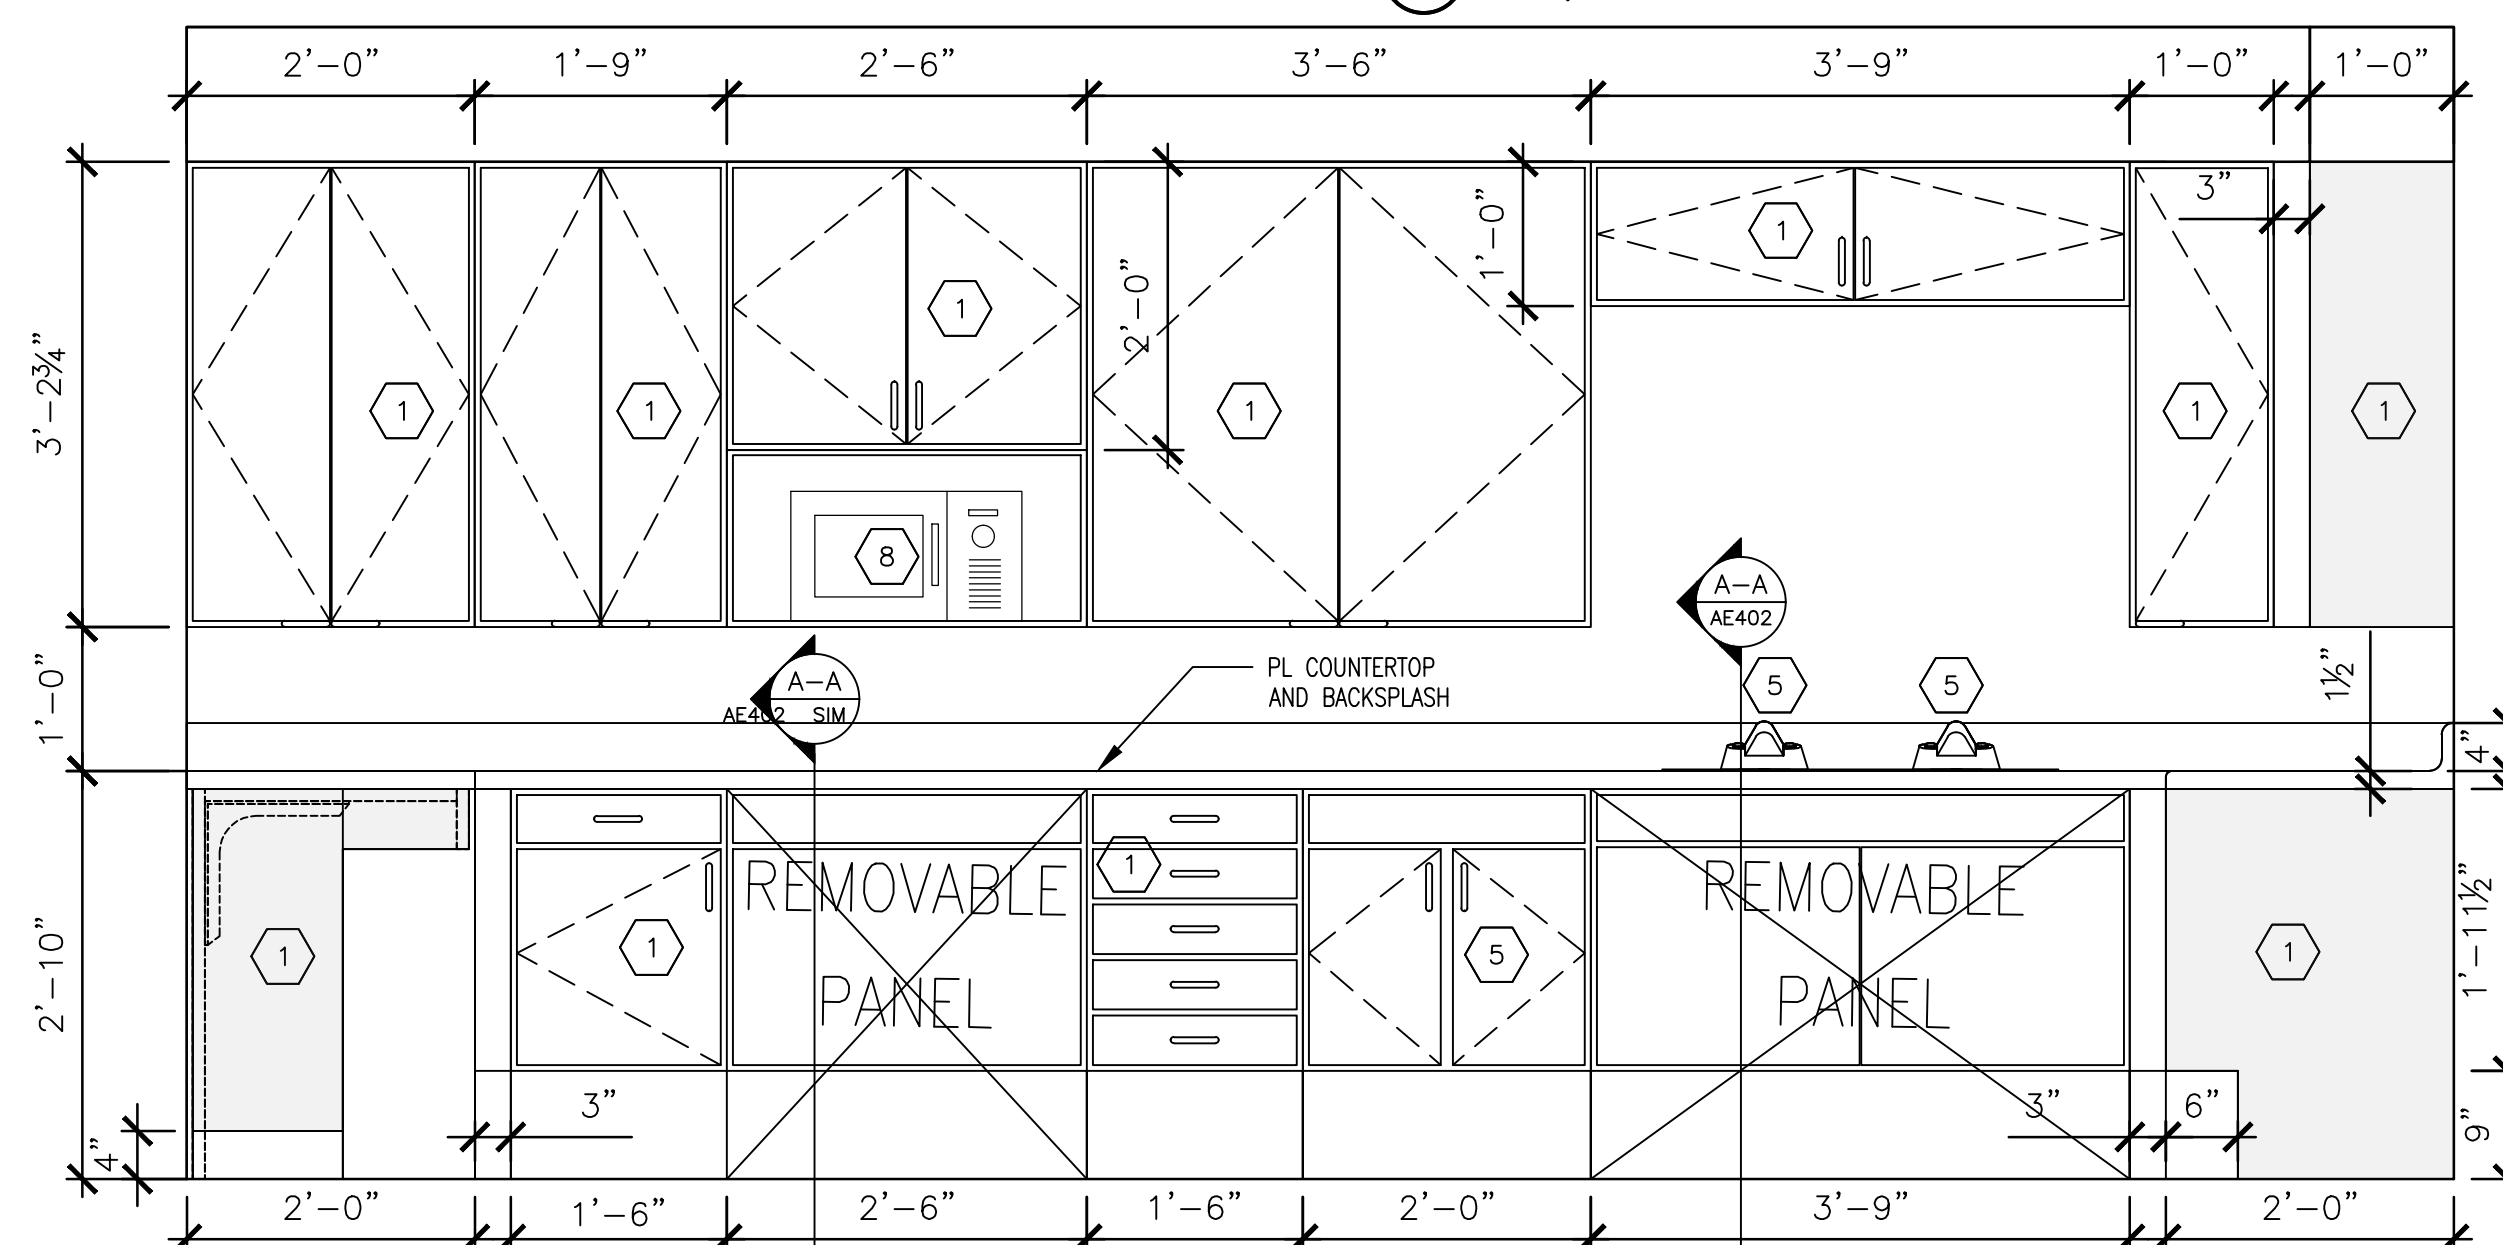 2'-0" 1'-9" 2'-6" 3'-6" 3'-9" 1'-0" 1'-0"
3"
1'-0"
1
2'-0"
1
3'-2¾"
1 1 1 1 1
8
A-A
AE402
PL COUNTERTOP
AND BACKSPLASH
A-A
AE402 SIM
5 5
1½"
1'-0"
4"
1
REMOVABLE
PANEL
REMOVABLE
PANEL
1 1 5 1
2'-10"
1'-11½"
3" 3" 6"
4"
9"
2'-0" 1'-6" 2'-6" 1'-6" 2'-0" 3'-9" 2'-0"